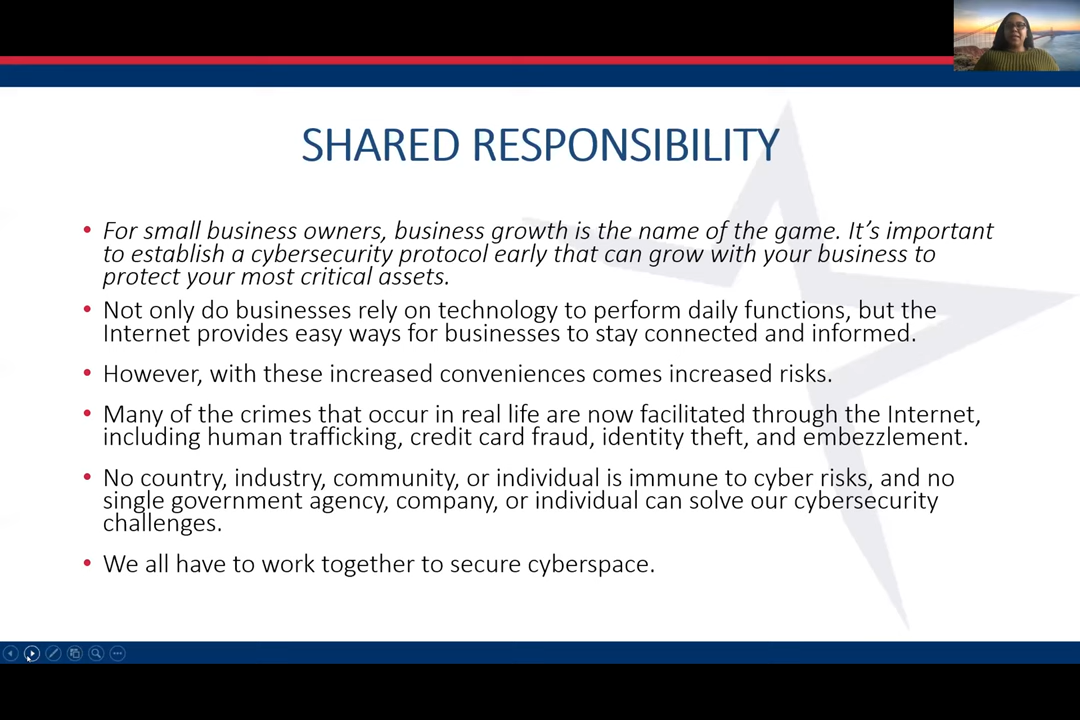 SHARED RESPONSIBILITY
• For small business owners, business growth is the name of the game. It’s important
to establish a cybersecurity protocol early that can grow with your business to
protect your most critical assets.
• Not only do businesses rely on technology to perform daily functions, but the
Internet provides easy ways for businesses to stay connected and informed.
• However, with these increased conveniences comes increased risks.
• Many of the crimes that occur in real life are now facilitated through the Internet,
including human trafficking, credit card fraud, identity theft, and embezzlement.
• No country, industry, community, or individual is immune to cyber risks, and no
single government agency, company, or individual can solve our cybersecurity
challenges.
• We all have to work together to secure cyberspace.